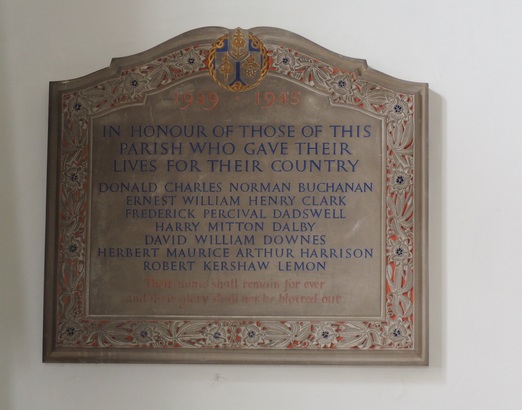 1939 - 1945
IN HONOUR OF THOSE OF THIS
PARISH WHO GAVE THEIR
LIVES FOR THEIR COUNTRY
DONALD CHARLES NORMAN BUCHANAN
ERNEST WILLIAM HENRY CLARK
FREDERICK PERCIVAL DADSWELL
HARRY MITTON DALBY
DAVID WILLIAM DOWNES
HERBERT MAURICE ARTHUR HARRISON
ROBERT KERSHAW LEMON
shall remain for ever
and their glory shall not be blotted out